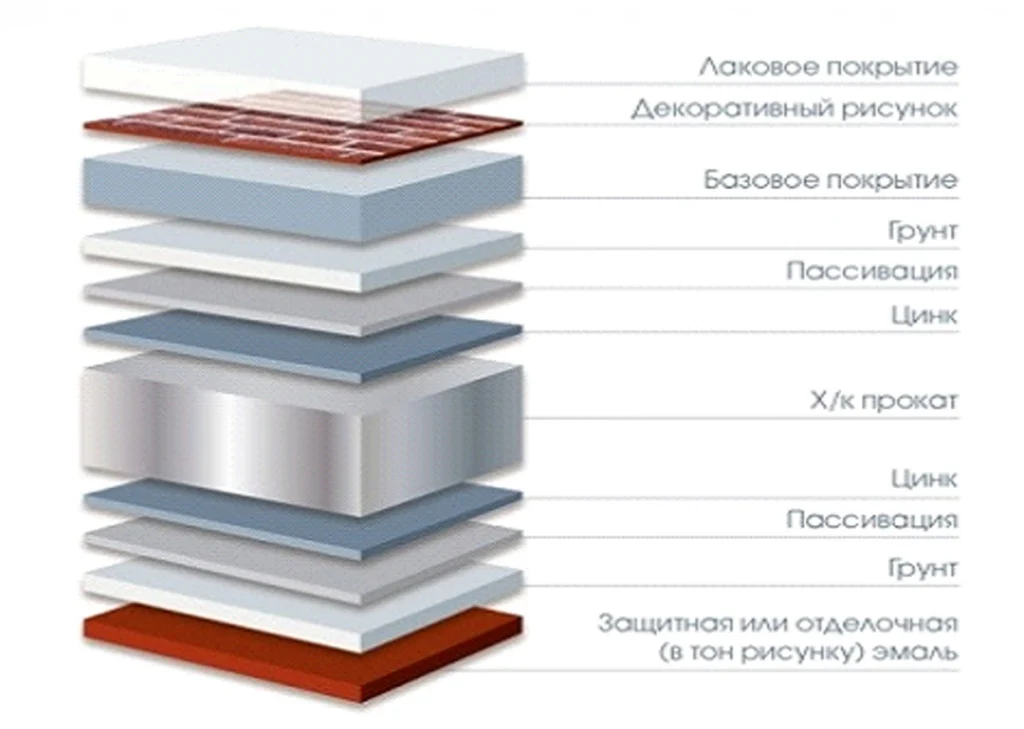 Лаковое покрытие
Декоративный рисунок
Базовое покрытие
Грунт
Пассивация
Цинк
Х/к прокат
Цинк
Пассивация
Грунт
Защитная или отделочная
(в тон рисунку) эмаль